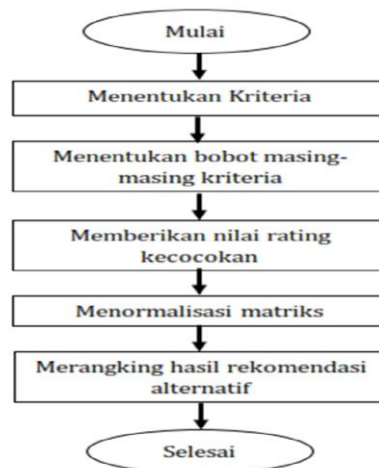 Mulai
Menentukan Kriteria
Menentukan bobot masing-
masing kriteria
Memberikan nilai rating
kecocokan
Menormalisasi matriks
Merangking hasil rekomendasi
alternatif
Selesai